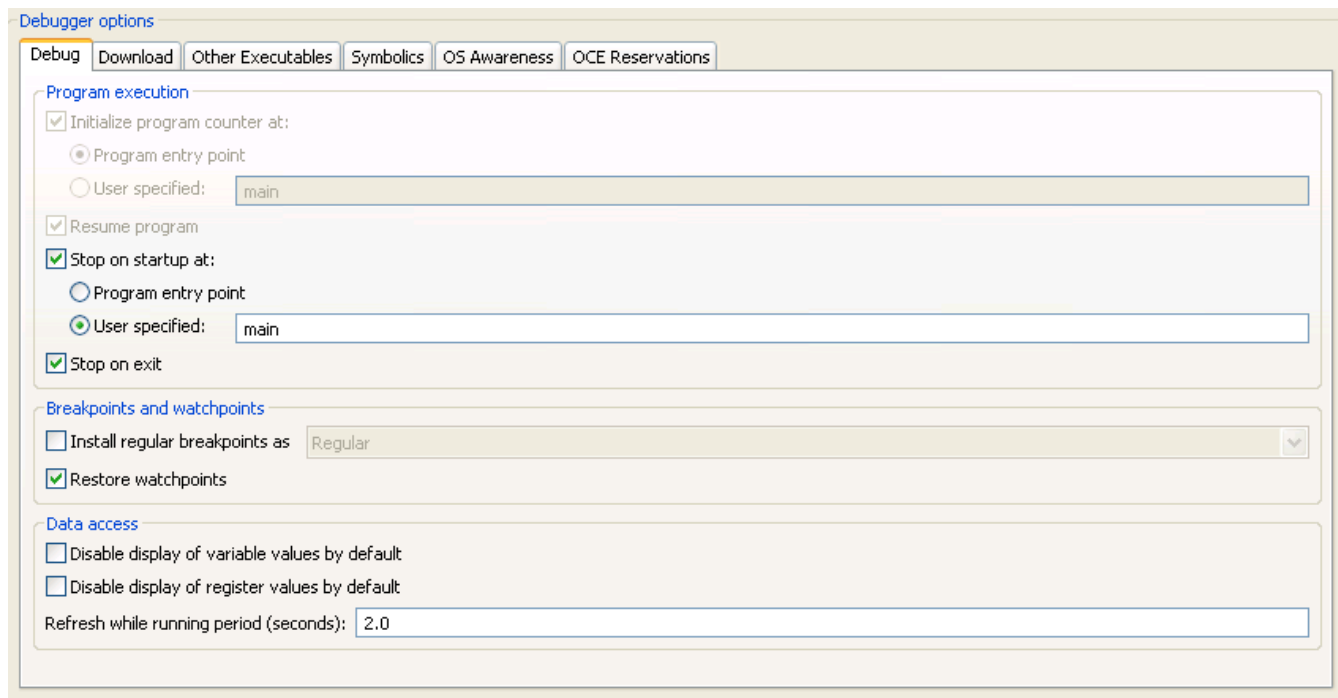 Debugger options
Debug Download Other Executables Symbolics OS Awareness OCE Reservations
Program execution
Initialize program counter at:
Program entry point
User specified: main
Resume program
Stop on startup at:
Program entry point
User specified: main
Stop on exit
Breakpoints and watchpoints
Install regular breakpoints as Regular
Restore watchpoints
Data access
Disable display of variable values by default
Disable display of register values by default
Refresh while running period (seconds): 2.0